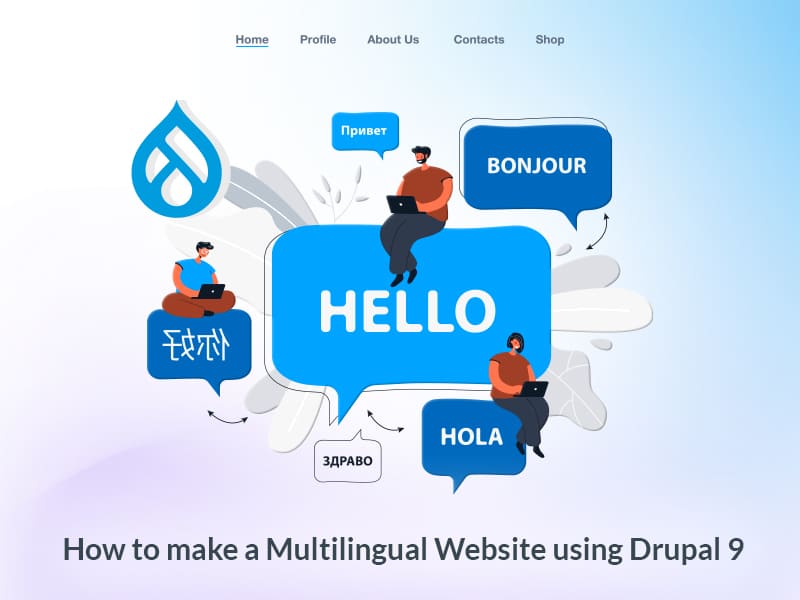 Home Profile About Us Contacts Shop
Привет
BONJOUR
HELLO
你好
HOLA
ЗДРАВО
How to make a Multilingual Website using Drupal 9